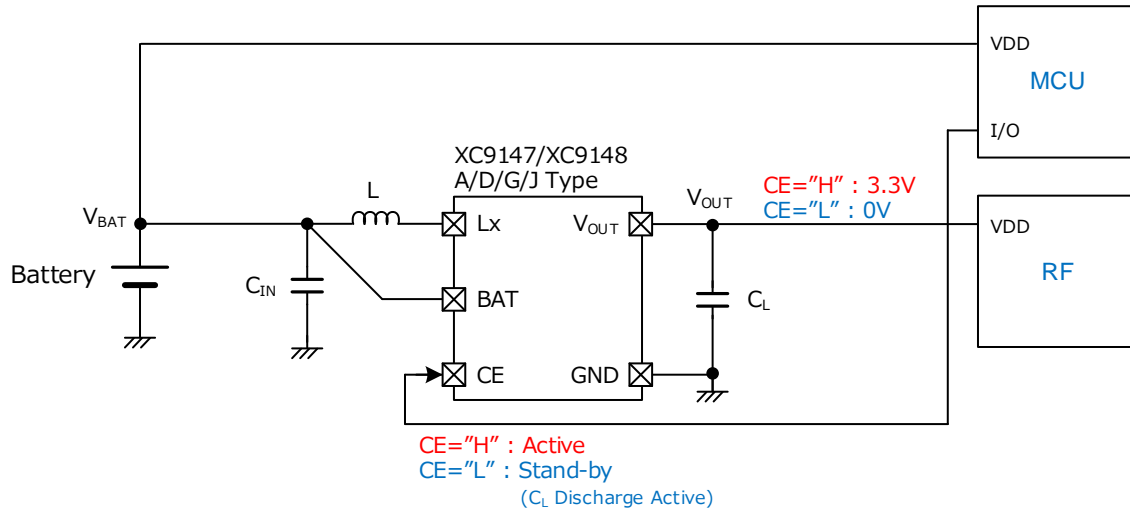 VDD
MCU
I/O
XC9147/XC9148
A/D/G/J Type
L
VBAT
Lx
VOUT
VOUT
CE=”H” : 3.3V
CE=”L” : 0V
VDD
RF
Battery
CIN
BAT
CL
CE
GND
CE=”H” : Active
CE=”L” : Stand-by
(CL Discharge Active)